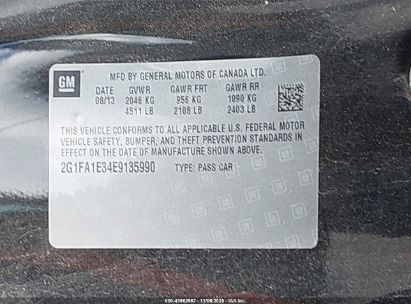 GM
MFD BY GENERAL MOTORS OF CANADA LTD.
DATE GVWR GAWR FRT GAWR RR
08/13 2046 KG 956 KG 1090 KG
4511 LB 2108 LB 2403 LB
THIS VEHICLE CONFORMS TO ALL APPLICABLE U.S. FEDERAL MOTOR
VEHICLE SAFETY, BUMPER, AND THEFT PREVENTION STANDARDS IN
EFFECT ON THE DATE OF MANUFACTURE SHOWN ABOVE.
2G1FA1E34E9135990 TYPE: PASS CAR